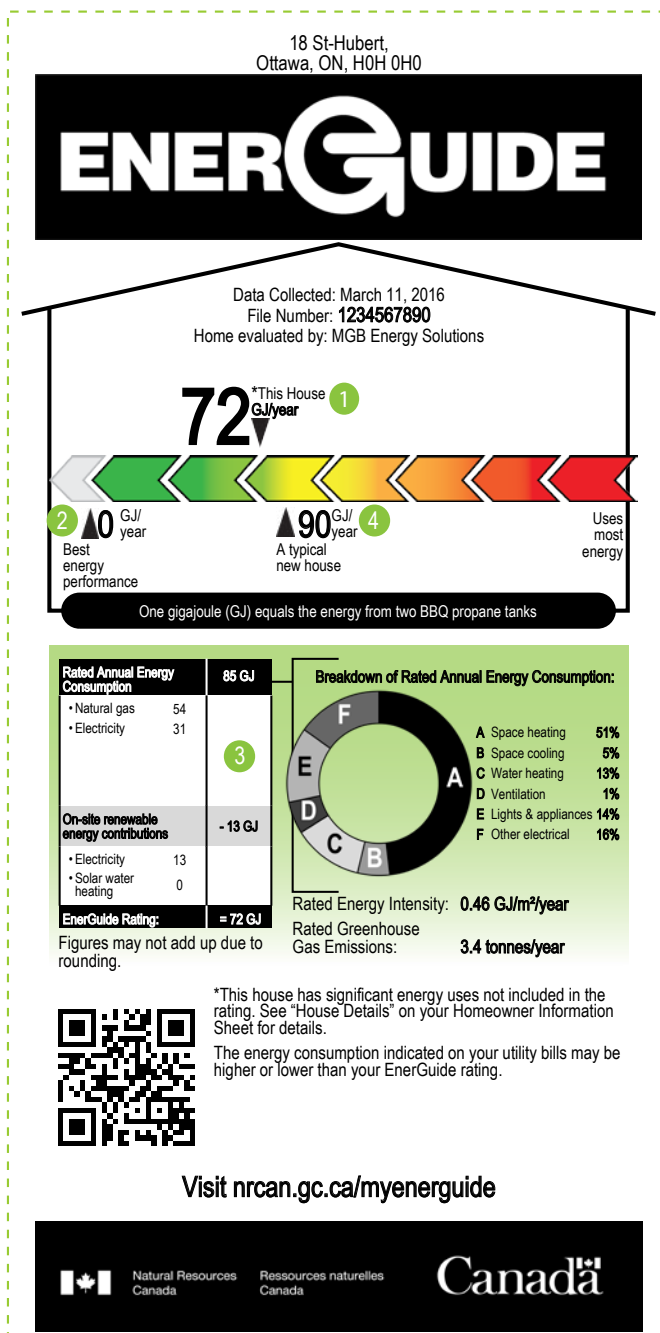 18 St-Hubert,
Ottawa, ON, H0H 0H0
ENERGUIDE
Data Collected: March 11, 2016
File Number: 1234567890
Home evaluated by: MGB Energy Solutions
72
*This House
GJ/year
1
2
0 GJ/
year
Best
energy
performance
90 GJ/
year
4
A typical
new house
Uses
most
energy
One gigajoule (GJ) equals the energy from two BBQ propane tanks
Rated Annual Energy
Consumption
85 GJ
• Natural gas 54
• Electricity 31
3
On-site renewable
energy contributions
- 13 GJ
• Electricity 13
• Solar water
heating 0
EnerGuide Rating: = 72 GJ
Figures may not add up due to
rounding.
Breakdown of Rated Annual Energy Consumption:
F
E
D
C
B
A
A Space heating 51%
B Space cooling 5%
C Water heating 13%
D Ventilation 1%
E Lights & appliances 14%
F Other electrical 16%
Rated Energy Intensity: 0.46 GJ/m²/year
Rated Greenhouse
Gas Emissions: 3.4 tonnes/year
*This house has significant energy uses not included in the
rating. See “House Details” on your Homeowner Information
Sheet for details.
The energy consumption indicated on your utility bills may be
higher or lower than your EnerGuide rating.
Visit nrcan.gc.ca/myenerguide
Natural Resources
Canada
Ressources naturelles
Canada
Canada